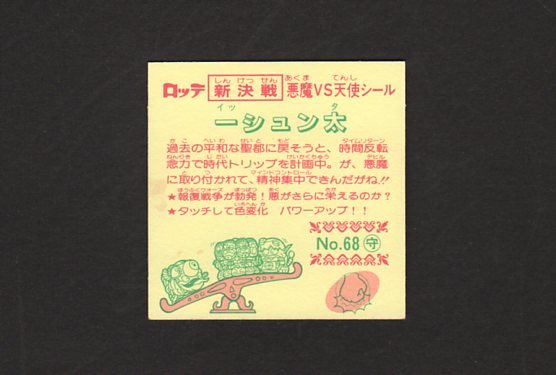 ロッテ 新決戦 悪魔VS天使シール
一シュン太
過去の平和な聖都に戻そうと、時間反転
念力で時代トリップを計画中。が、悪魔
に取り付かれて、精神集中できんだがね!!
★報復戦争が勃発!悪がさらに栄えるのか?
★タッチして色変化 パワーアップ!!
No.68 守